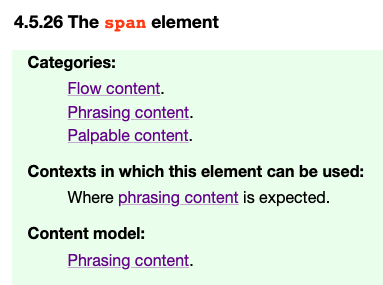 4.5.26 The span element
Categories:
Flow content.
Phrasing content.
Palpable content.
Contexts in which this element can be used:
Where phrasing content is expected.
Content model:
Phrasing content.